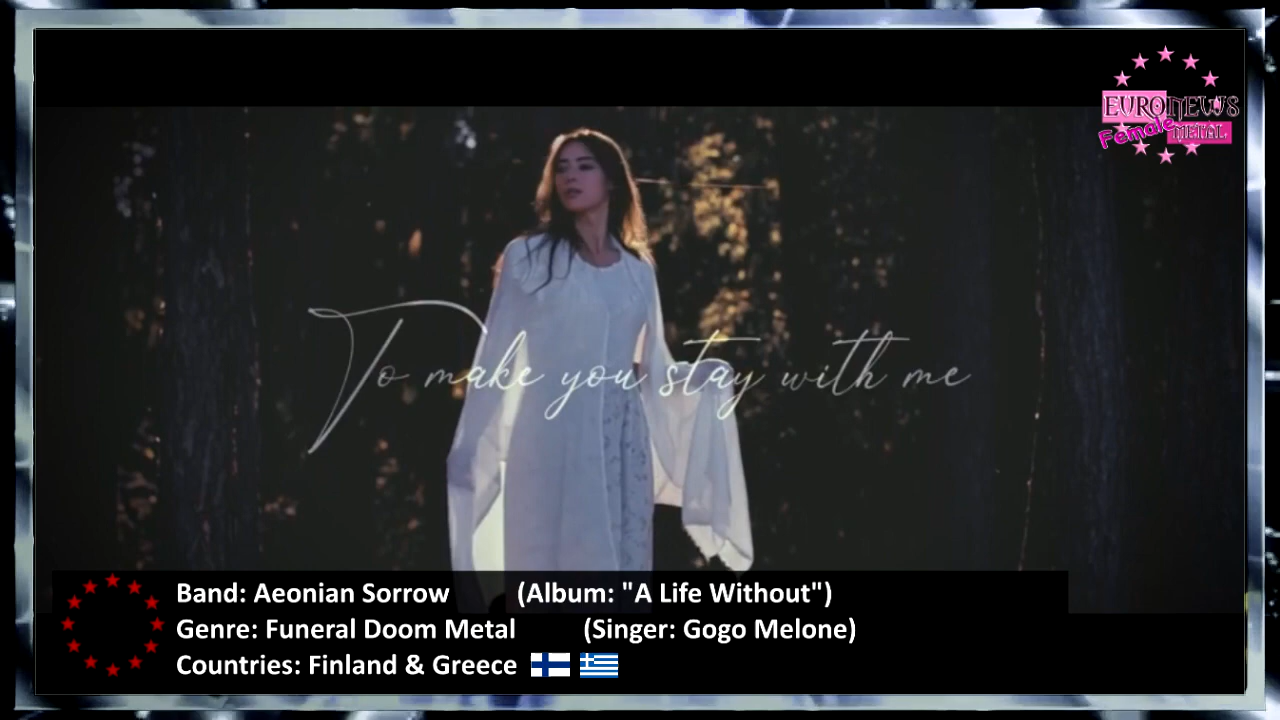 EURONEWS
Female METAL
To make you stay with me
Band: Aeonian Sorrow (Album: "A Life Without")
Genre: Funeral Doom Metal (Singer: Gogo Melone)
Countries: Finland & Greece